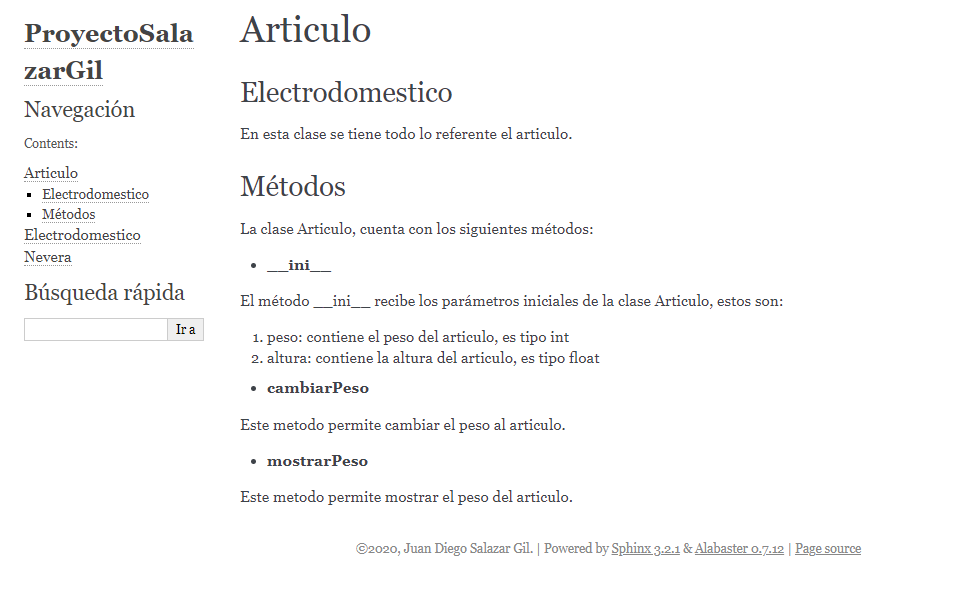 ProyectoSala
zarGil
Navegación
Contents:
Articulo
Electrodomestico
Métodos
Electrodomestico
Nevera
Búsqueda rápida
Ir a
Articulo
Electrodomestico
En esta clase se tiene todo lo referente el articulo.
Métodos
La clase Articulo, cuenta con los siguientes métodos:
• __ini__
El método __ini__ recibe los parámetros iniciales de la clase Articulo, estos son:
1. peso: contiene el peso del articulo, es tipo int
2. altura: contiene la altura del articulo, es tipo float
• cambiarPeso
Este metodo permite cambiar el peso al articulo.
• mostrarPeso
Este metodo permite mostrar el peso del articulo.
©2020, Juan Diego Salazar Gil. | Powered by Sphinx 3.2.1 & Alabaster 0.7.12 | Page source